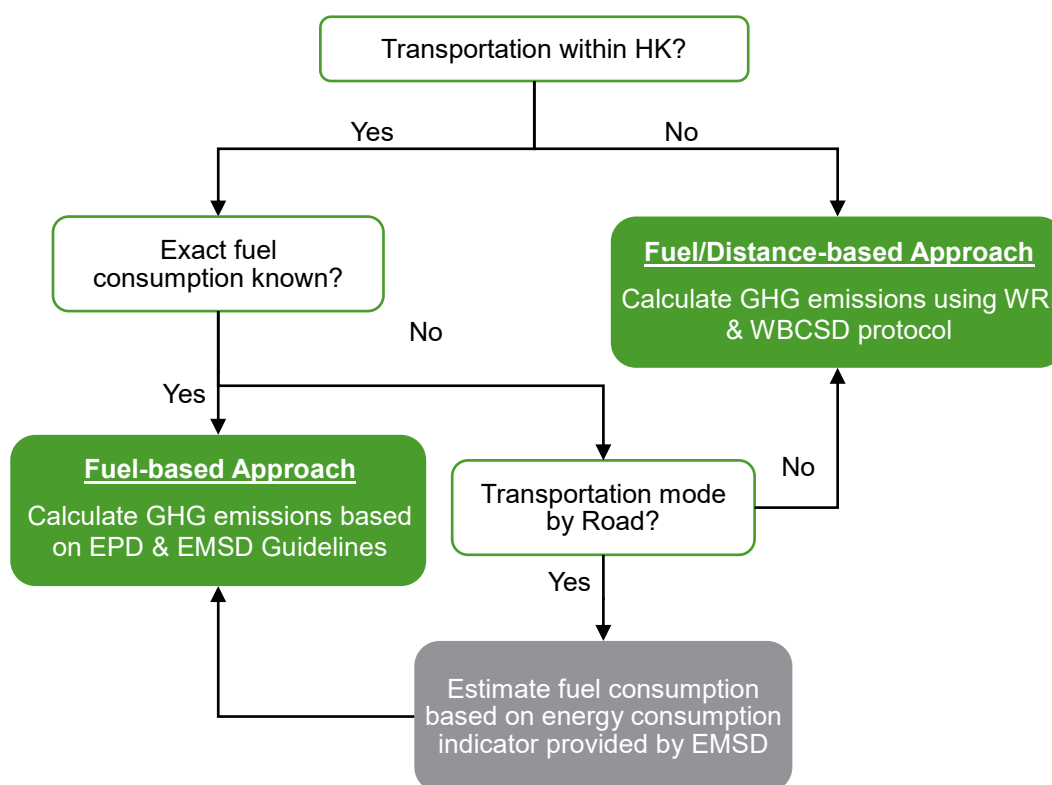 Transportation within HK?
Yes
No
Exact fuel
consumption known?
Fuel/Distance-based Approach
Calculate GHG emissions using WR
& WBCSD protocol
No
Yes
Fuel-based Approach
Calculate GHG emissions based
on EPD & EMSD Guidelines
Transportation mode
by Road?
No
Yes
Estimate fuel consumption
based on energy consumption
indicator provided by EMSD